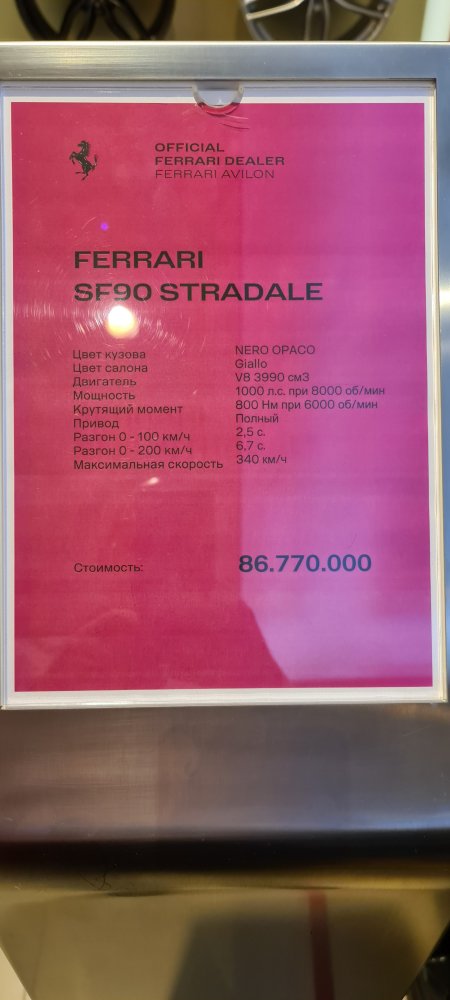 OFFICIAL
FERRARI DEALER
FERRARI AVILON
FERRARI
SF90 STRADALE
Цвет кузова NERO OPACO
Цвет салона Giallo
Двигатель V8 3990 см3
Мощность 1000 л.с. при 8000 об/мин
Крутящий момент 800 Нм при 6000 об/мин
Привод Полный
Разгон 0 - 100 км/ч 2,5 с.
Разгон 0 - 200 км/ч 6,7 с.
Максимальная скорость 340 км/ч
Стоимость: 86.770.000